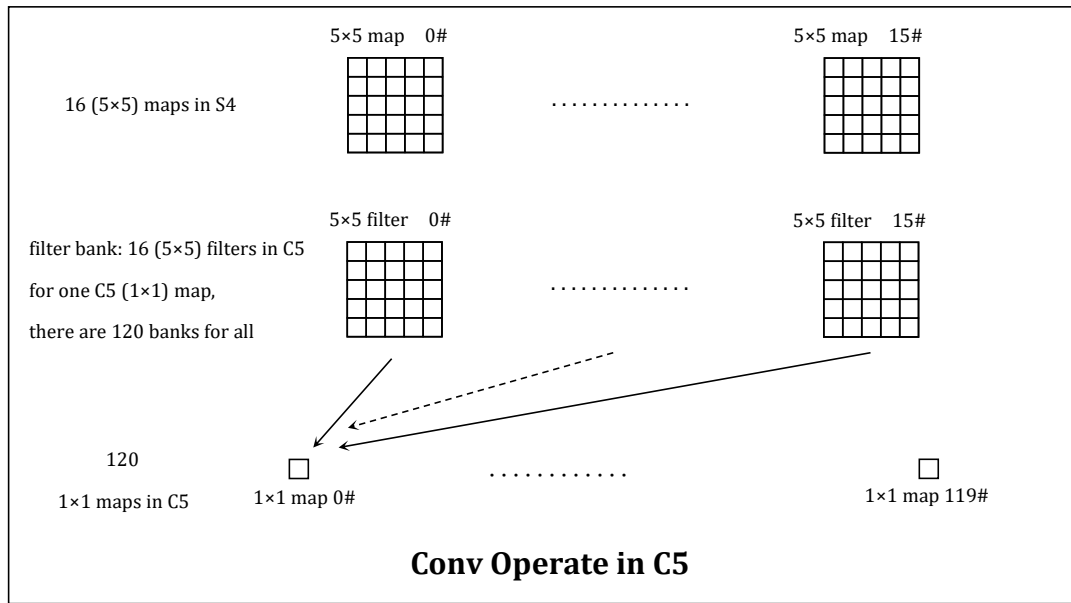 5×5 map 0#
5×5 map 15#
16 (5×5) maps in S4
..............
5×5 filter 0#
5×5 filter 15#
filter bank: 16 (5×5) filters in C5
for one C5 (1×1) map,
there are 120 banks for all
..............
120
1×1 maps in C5
............
1×1 map 0#
1×1 map 119#
Conv Operate in C5